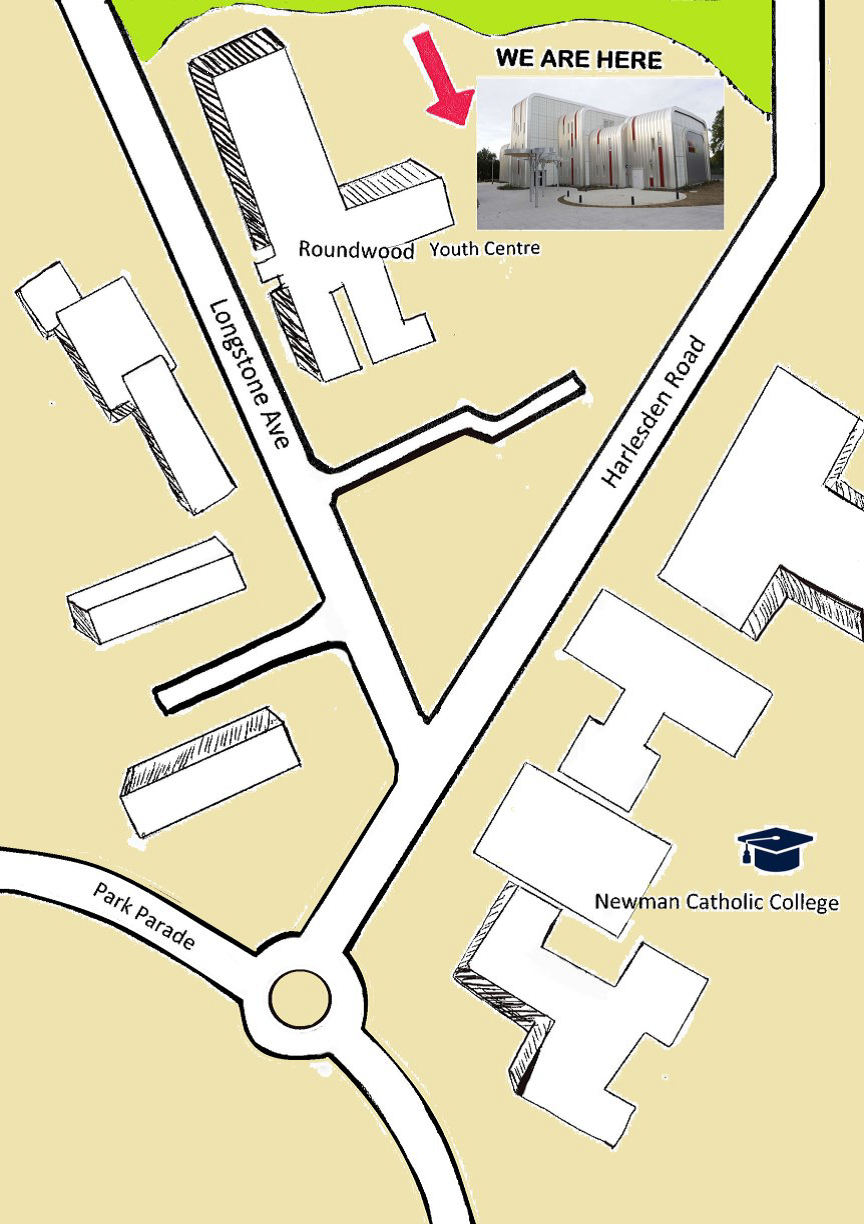 WE ARE HERE
Roundwood Youth Centre
Longstone Ave
Harlesden Road
Newman Catholic College
Park Parade